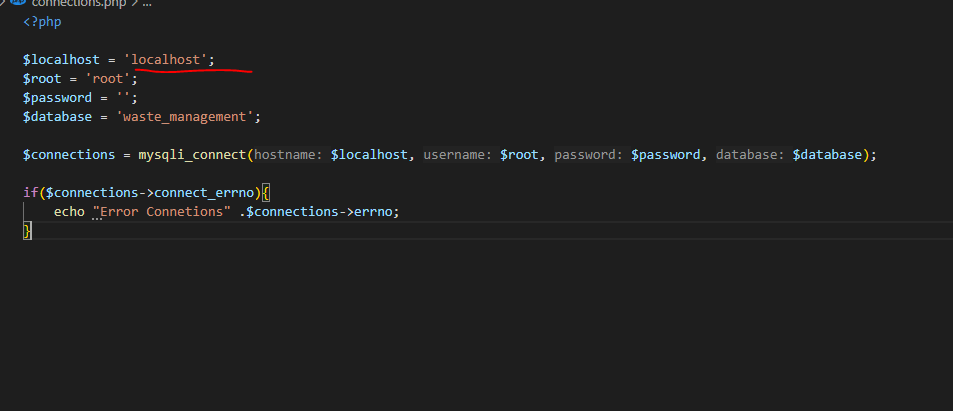 connections.php > ...
<?php
$localhost = 'localhost';
$root = 'root';
$password = '';
$database = 'waste_management';
$connections = mysqli_connect(hostname: $localhost, username: $root, password: $password, database: $database);
if($connections->connect_errno){
echo "Error Connetions" .$connections->errno;
}